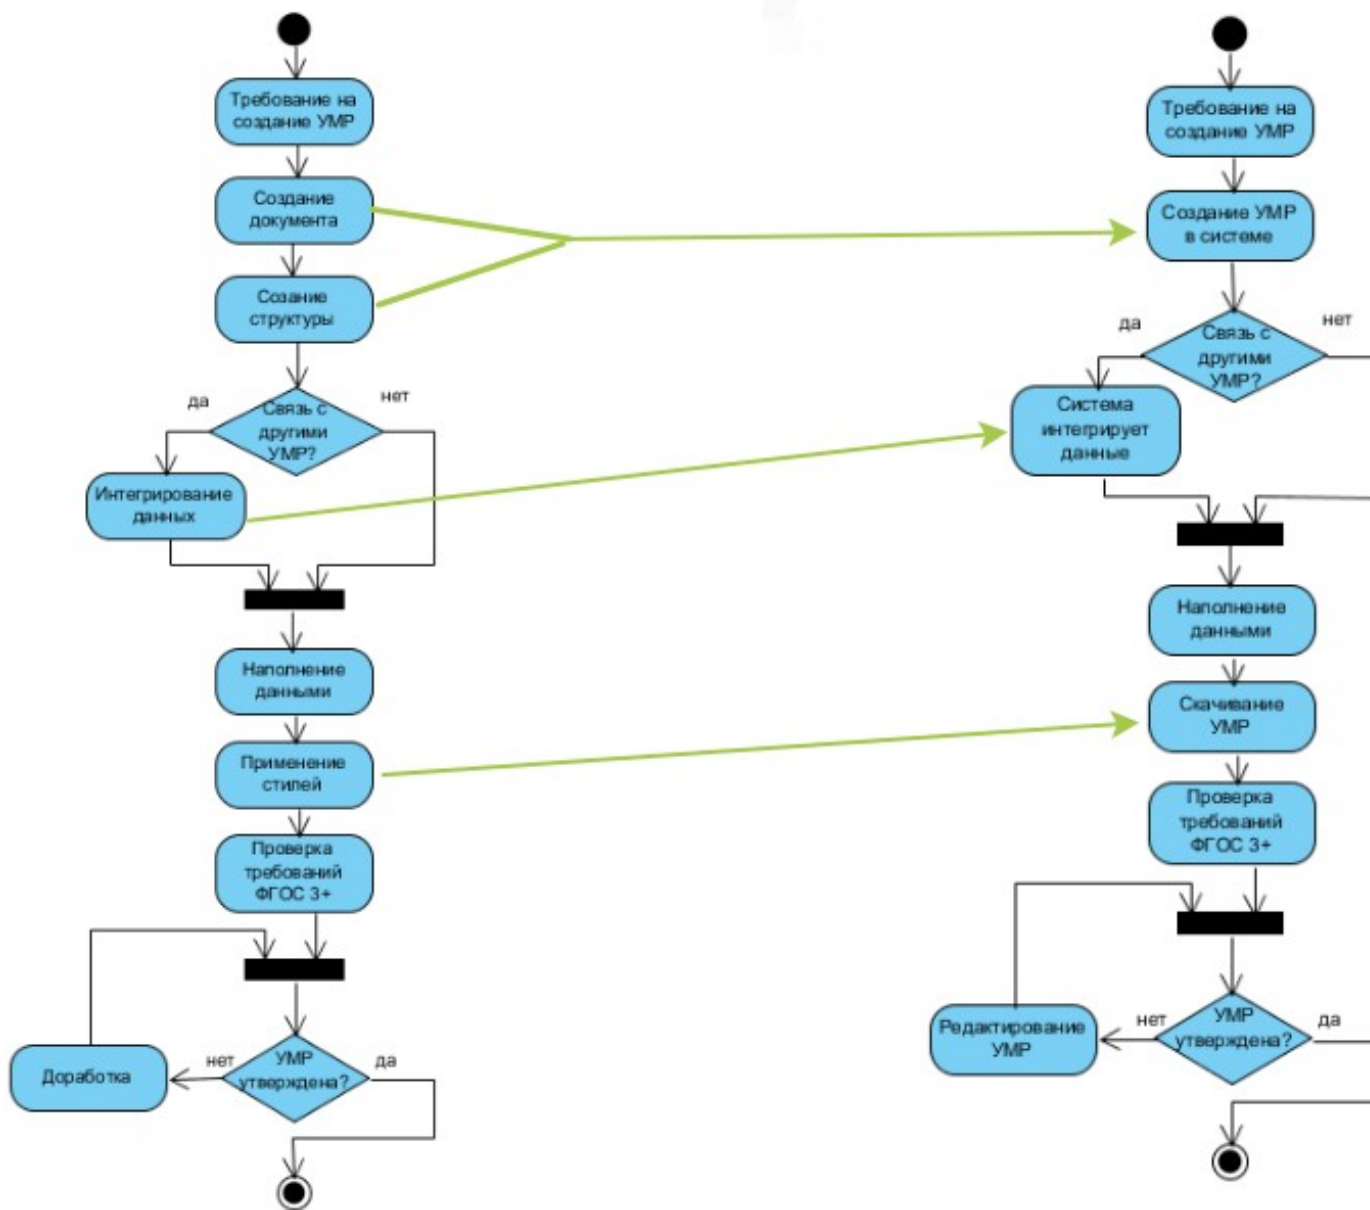 Требование на
создание УМР
Создание
документа
Созание
структуры
да
нет
Связь с
другими
УМР?
Интегрирование
данных
Наполнение
данными
Применение
стилей
Проверка
требований
ФГОС 3+
Доработка
нет
УМР
утверждена?
да
Требование на
создание УМР
Создание УМР
в системе
да
нет
Связь с
другими
УМР?
Система
интегрирует
данные
Наполнение
данными
Скачивание
УМР
Проверка
требований
ФГОС 3+
Редактирование
УМР
нет
УМР
утверждена?
да